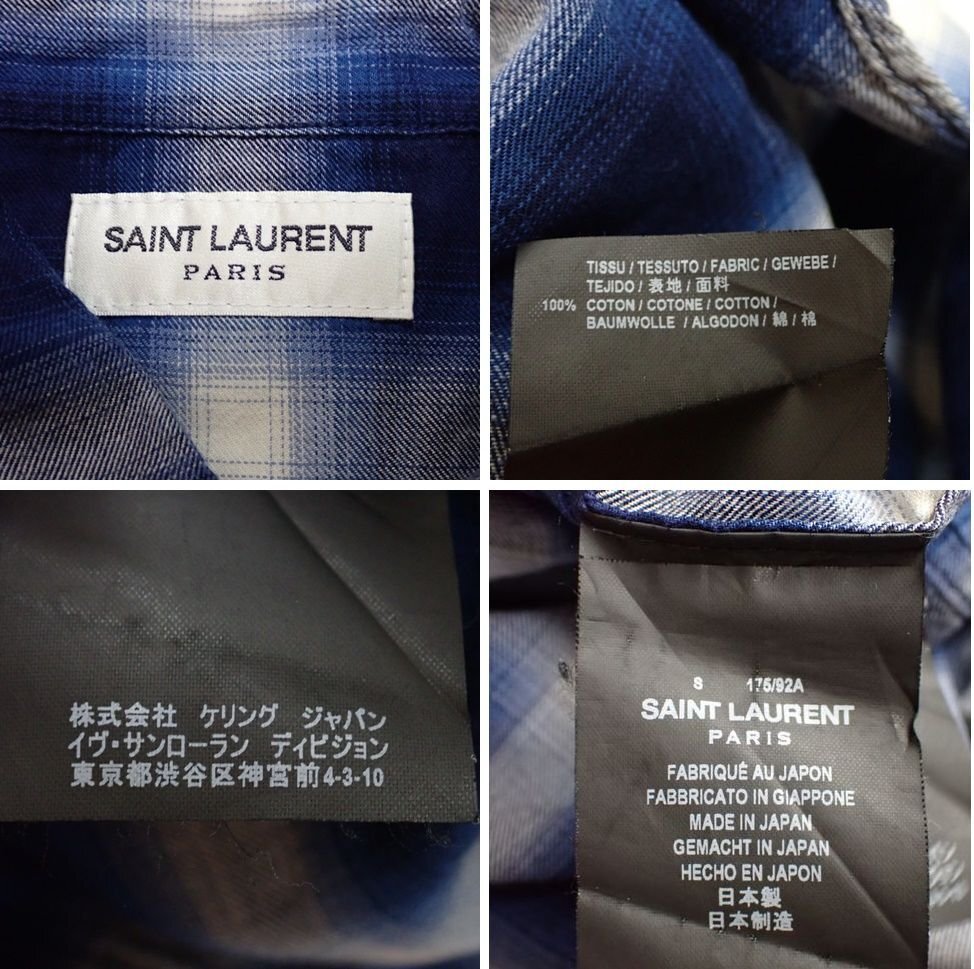 SAINT LAURENT
PARIS
TISSU / TESSUTO / FABRIC / GEWEBE /
TEJIDO / 表地 / 面料
100% COTON / COTONE / COTTON /
BAUMWOLLE / ALGODON / 綿 / 棉
株式会社 ケリング ジャパン
イヴ・サンローラン ディビジョン
東京都渋谷区神宮前4-3-10
S 175/92A
SAINT LAURENT
PARIS
FABRIQUÉ AU JAPON
FABBRICATO IN GIAPPONE
MADE IN JAPAN
GEMACHT IN JAPAN
HECHO EN JAPON
日本製
日本制造